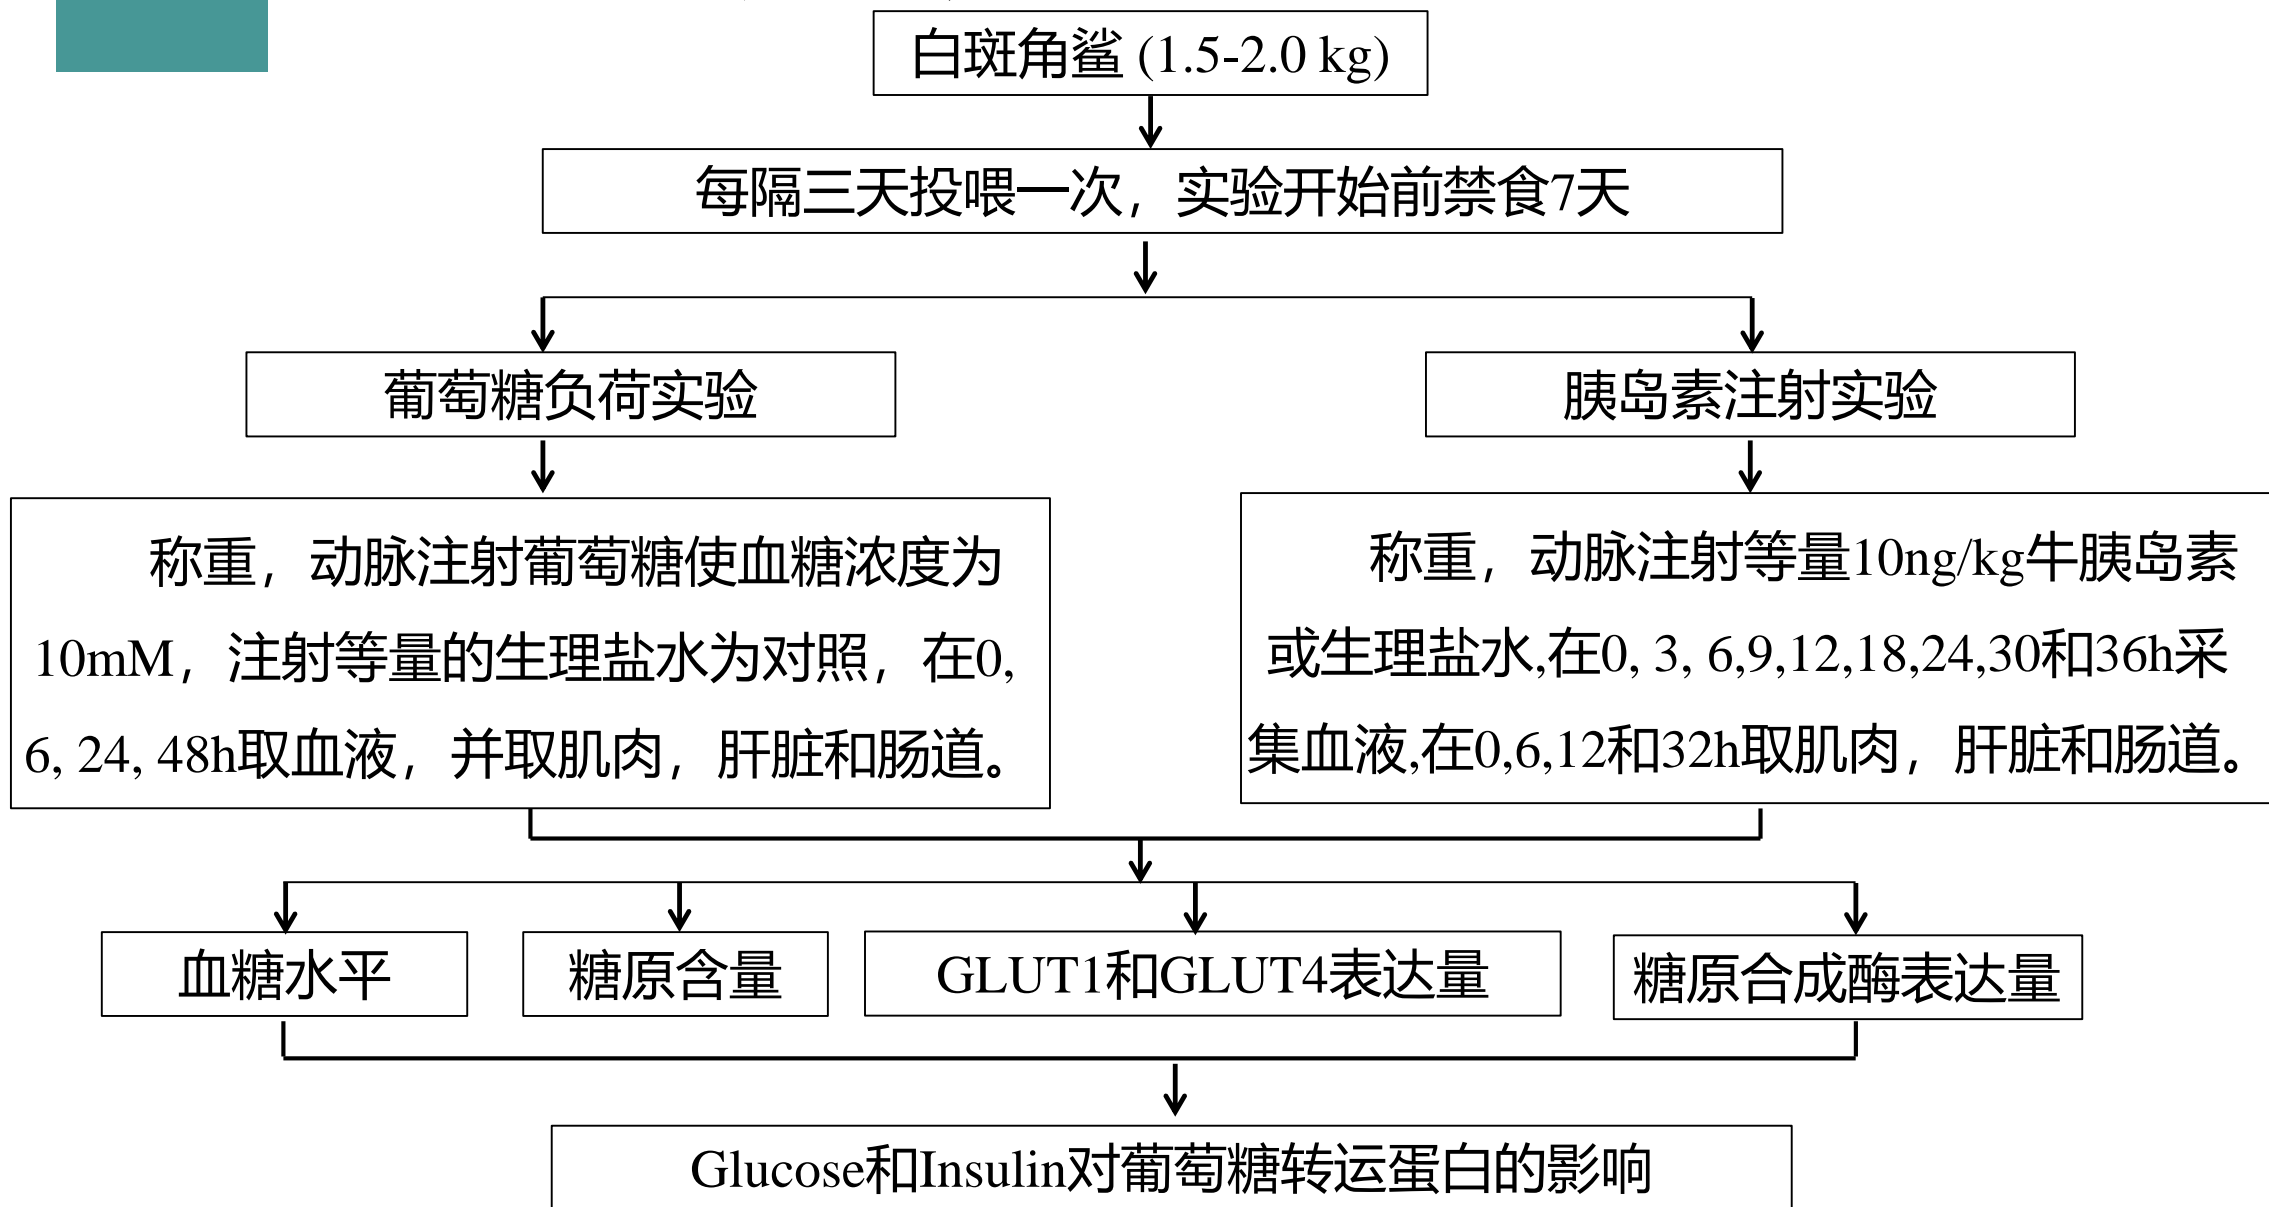 白斑角鲨 (1.5-2.0 kg)
每隔三天投喂一次，实验开始前禁食7天
葡萄糖负荷实验
胰岛素注射实验
称重，动脉注射葡萄糖使血糖浓度为
10mM，注射等量的生理盐水为对照，在0,
6, 24, 48h取血液，并取肌肉，肝脏和肠道。
称重，动脉注射等量10ng/kg牛胰岛素
或生理盐水,在0, 3, 6,9,12,18,24,30和36h采
集血液,在0,6,12和32h取肌肉，肝脏和肠道。
血糖水平
糖原含量
GLUT1和GLUT4表达量
糖原合成酶表达量
Glucose和Insulin对葡萄糖转运蛋白的影响